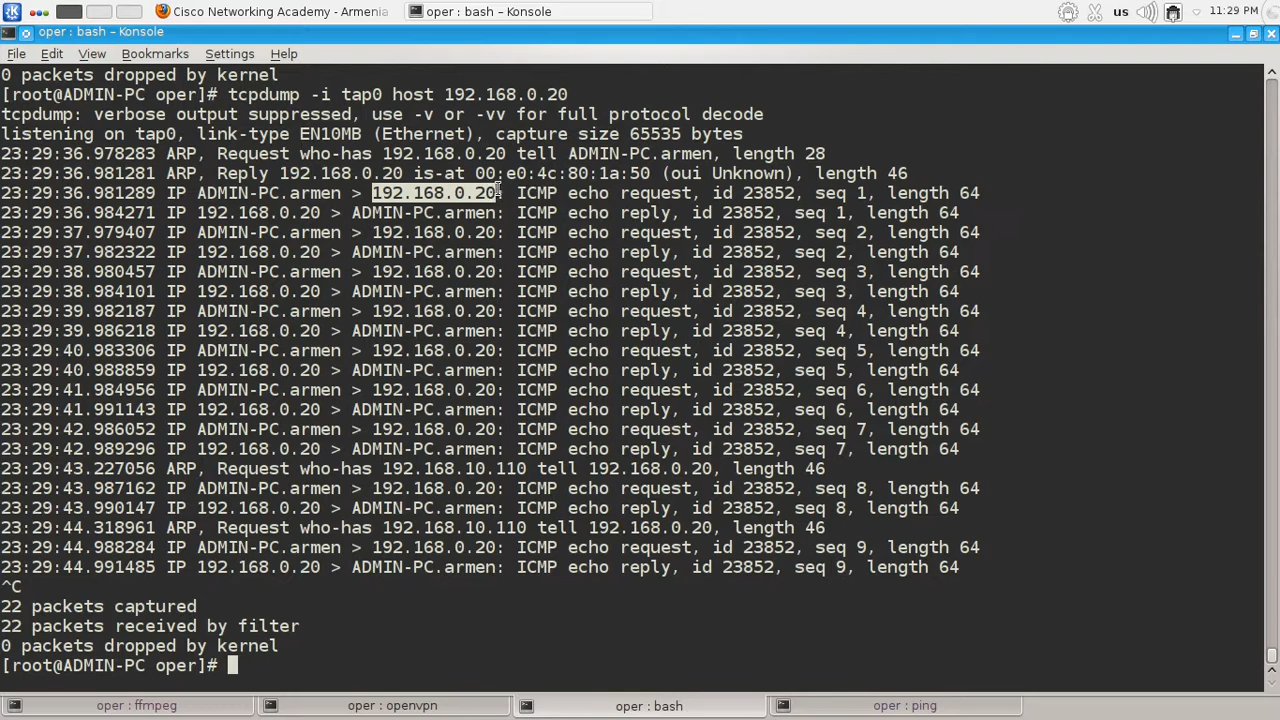 Cisco Networking Academy - Armenia
oper : bash – Konsole
us
11:29 PM
oper : bash – Konsole
File Edit View Bookmarks Settings Help
0 packets dropped by kernel
[root@ADMIN-PC oper]# tcpdump -i tap0 host 192.168.0.20
tcpdump: verbose output suppressed, use -v or -vv for full protocol decode
listening on tap0, link-type EN10MB (Ethernet), capture size 65535 bytes
23:29:36.978283 ARP, Request who-has 192.168.0.20 tell ADMIN-PC.armen, length 28
23:29:36.981281 ARP, Reply 192.168.0.20 is-at 00:e0:4c:80:1a:50 (oui Unknown), length 46
23:29:36.981289 IP ADMIN-PC.armen > 192.168.0.20: ICMP echo request, id 23852, seq 1, length 64
23:29:36.984271 IP 192.168.0.20 > ADMIN-PC.armen: ICMP echo reply, id 23852, seq 1, length 64
23:29:37.979407 IP ADMIN-PC.armen > 192.168.0.20: ICMP echo request, id 23852, seq 2, length 64
23:29:37.982322 IP 192.168.0.20 > ADMIN-PC.armen: ICMP echo reply, id 23852, seq 2, length 64
23:29:38.980457 IP ADMIN-PC.armen > 192.168.0.20: ICMP echo request, id 23852, seq 3, length 64
23:29:38.984101 IP 192.168.0.20 > ADMIN-PC.armen: ICMP echo reply, id 23852, seq 3, length 64
23:29:39.982187 IP ADMIN-PC.armen > 192.168.0.20: ICMP echo request, id 23852, seq 4, length 64
23:29:39.986218 IP 192.168.0.20 > ADMIN-PC.armen: ICMP echo reply, id 23852, seq 4, length 64
23:29:40.983306 IP ADMIN-PC.armen > 192.168.0.20: ICMP echo request, id 23852, seq 5, length 64
23:29:40.988859 IP 192.168.0.20 > ADMIN-PC.armen: ICMP echo reply, id 23852, seq 5, length 64
23:29:41.984956 IP ADMIN-PC.armen > 192.168.0.20: ICMP echo request, id 23852, seq 6, length 64
23:29:41.991143 IP 192.168.0.20 > ADMIN-PC.armen: ICMP echo reply, id 23852, seq 6, length 64
23:29:42.986052 IP ADMIN-PC.armen > 192.168.0.20: ICMP echo request, id 23852, seq 7, length 64
23:29:42.989296 IP 192.168.0.20 > ADMIN-PC.armen: ICMP echo reply, id 23852, seq 7, length 64
23:29:43.227056 ARP, Request who-has 192.168.10.110 tell 192.168.0.20, length 46
23:29:43.987162 IP ADMIN-PC.armen > 192.168.0.20: ICMP echo request, id 23852, seq 8, length 64
23:29:43.990147 IP 192.168.0.20 > ADMIN-PC.armen: ICMP echo reply, id 23852, seq 8, length 64
23:29:44.318961 ARP, Request who-has 192.168.10.110 tell 192.168.0.20, length 46
23:29:44.988284 IP ADMIN-PC.armen > 192.168.0.20: ICMP echo request, id 23852, seq 9, length 64
23:29:44.991485 IP 192.168.0.20 > ADMIN-PC.armen: ICMP echo reply, id 23852, seq 9, length 64
^C
22 packets captured
22 packets received by filter
0 packets dropped by kernel
[root@ADMIN-PC oper]#
oper : ffmpeg
oper : openvpn
oper : bash
oper : ping